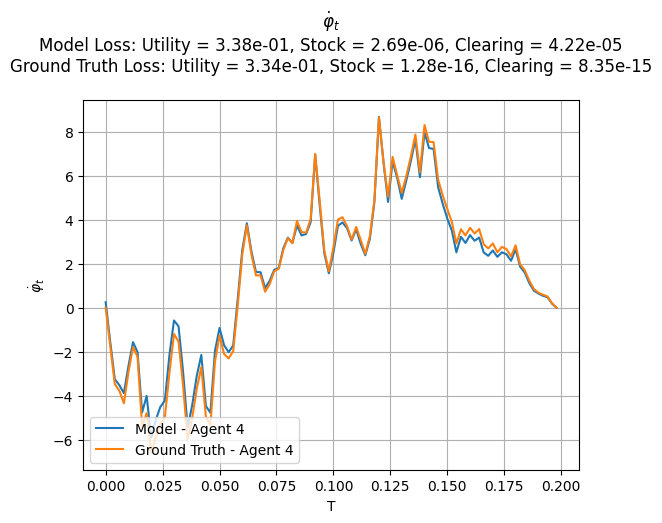 φ̇ₜ
Model Loss: Utility = 3.38e-01, Stock = 2.69e-06, Clearing = 4.22e-05
Ground Truth Loss: Utility = 3.34e-01, Stock = 1.28e-16, Clearing = 8.35e-15
φ̇ₜ
8
6
4
2
0
−2
−4
−6
Model - Agent 4
Ground Truth - Agent 4
0.000 0.025 0.050 0.075 0.100 0.125 0.150 0.175 0.200
T